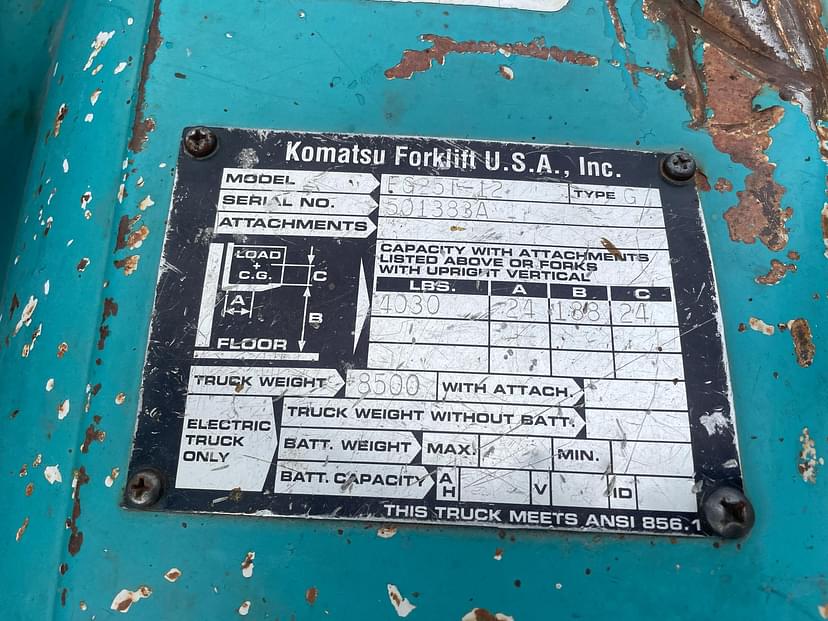 Komatsu Forklift U.S.A., Inc.
MODEL TYPE G
SERIAL NO. 501383A
ATTACHMENTS
CAPACITY WITH ATTACHMENTS
LISTED ABOVE OR FORKS
WITH UPRIGHT VERTICAL
LOAD
+
C.G.
C
A
B
FLOOR
LBS. A B C
4030 24 188 24
TRUCK WEIGHT 8500 WITH ATTACH.
ELECTRIC
TRUCK
ONLY
TRUCK WEIGHT WITHOUT BATT.
BATT. WEIGHT MAX. MIN.
BATT. CAPACITY AH V ID
THIS TRUCK MEETS ANSI B56.1